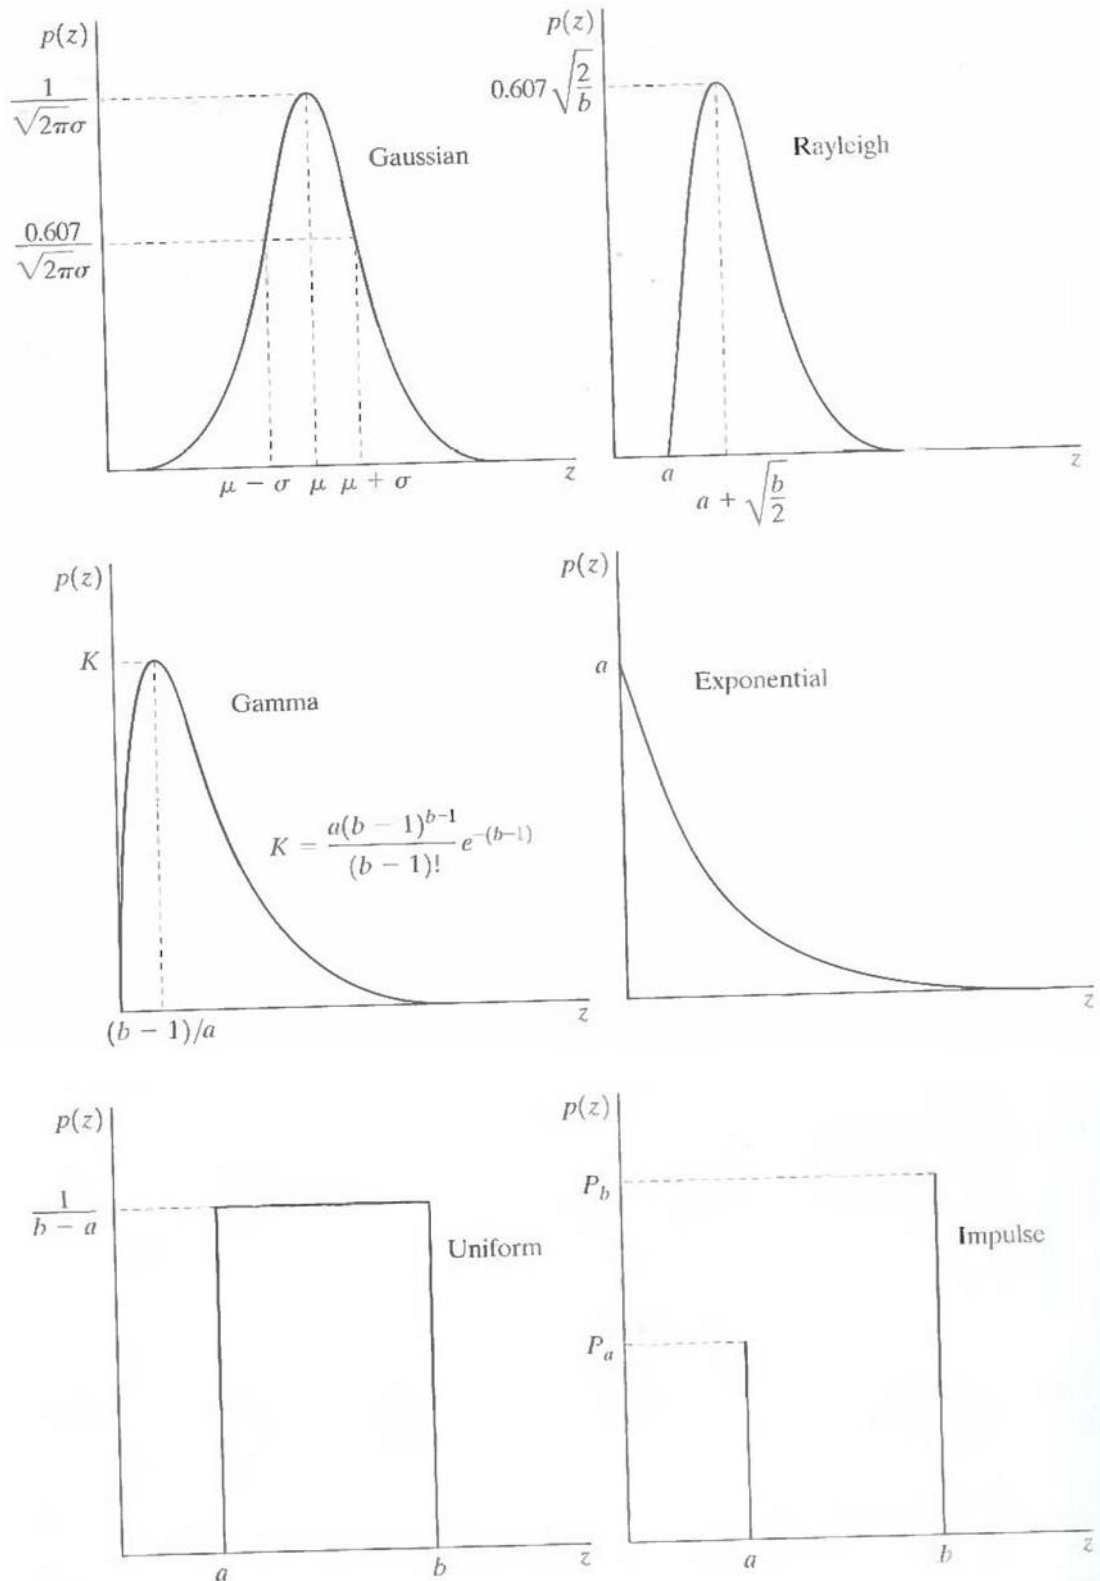 p(z)
1
√2πσ
Gaussian
0.607
√2πσ
μ − σ μ μ + σ z
p(z)
0.607 √2/b
Rayleigh
a z
a + √b/2
p(z)
K
Gamma
K = a(b − 1)^{b−1} / (b − 1)! e^{−(b−1)}
(b − 1)/a z
p(z)
a
Exponential
z
p(z)
1
b − a
Uniform
a b z
p(z)
P_b
Impulse
P_a
a b z